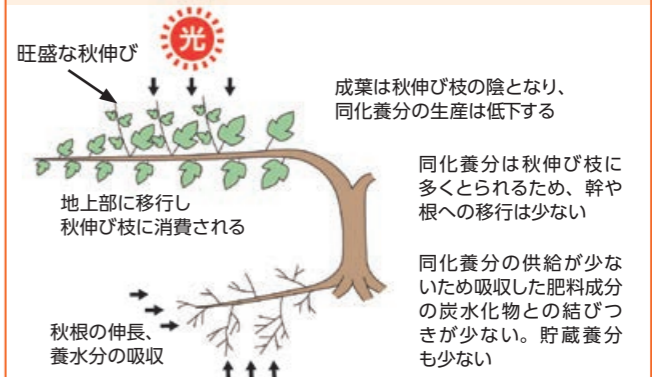 光
旺盛な秋伸び
成葉は秋伸び枝の陰となり、
同化養分の生産は低下する
地上部に移行し
秋伸び枝に消費される
同化養分は秋伸び枝に
多くとられるため、幹や
根への移行は少ない
同化養分の供給が少な
いため吸収した肥料成分
の炭水化物との結びつ
きが少ない。貯蔵養分
も少ない
秋根の伸長、
養水分の吸収